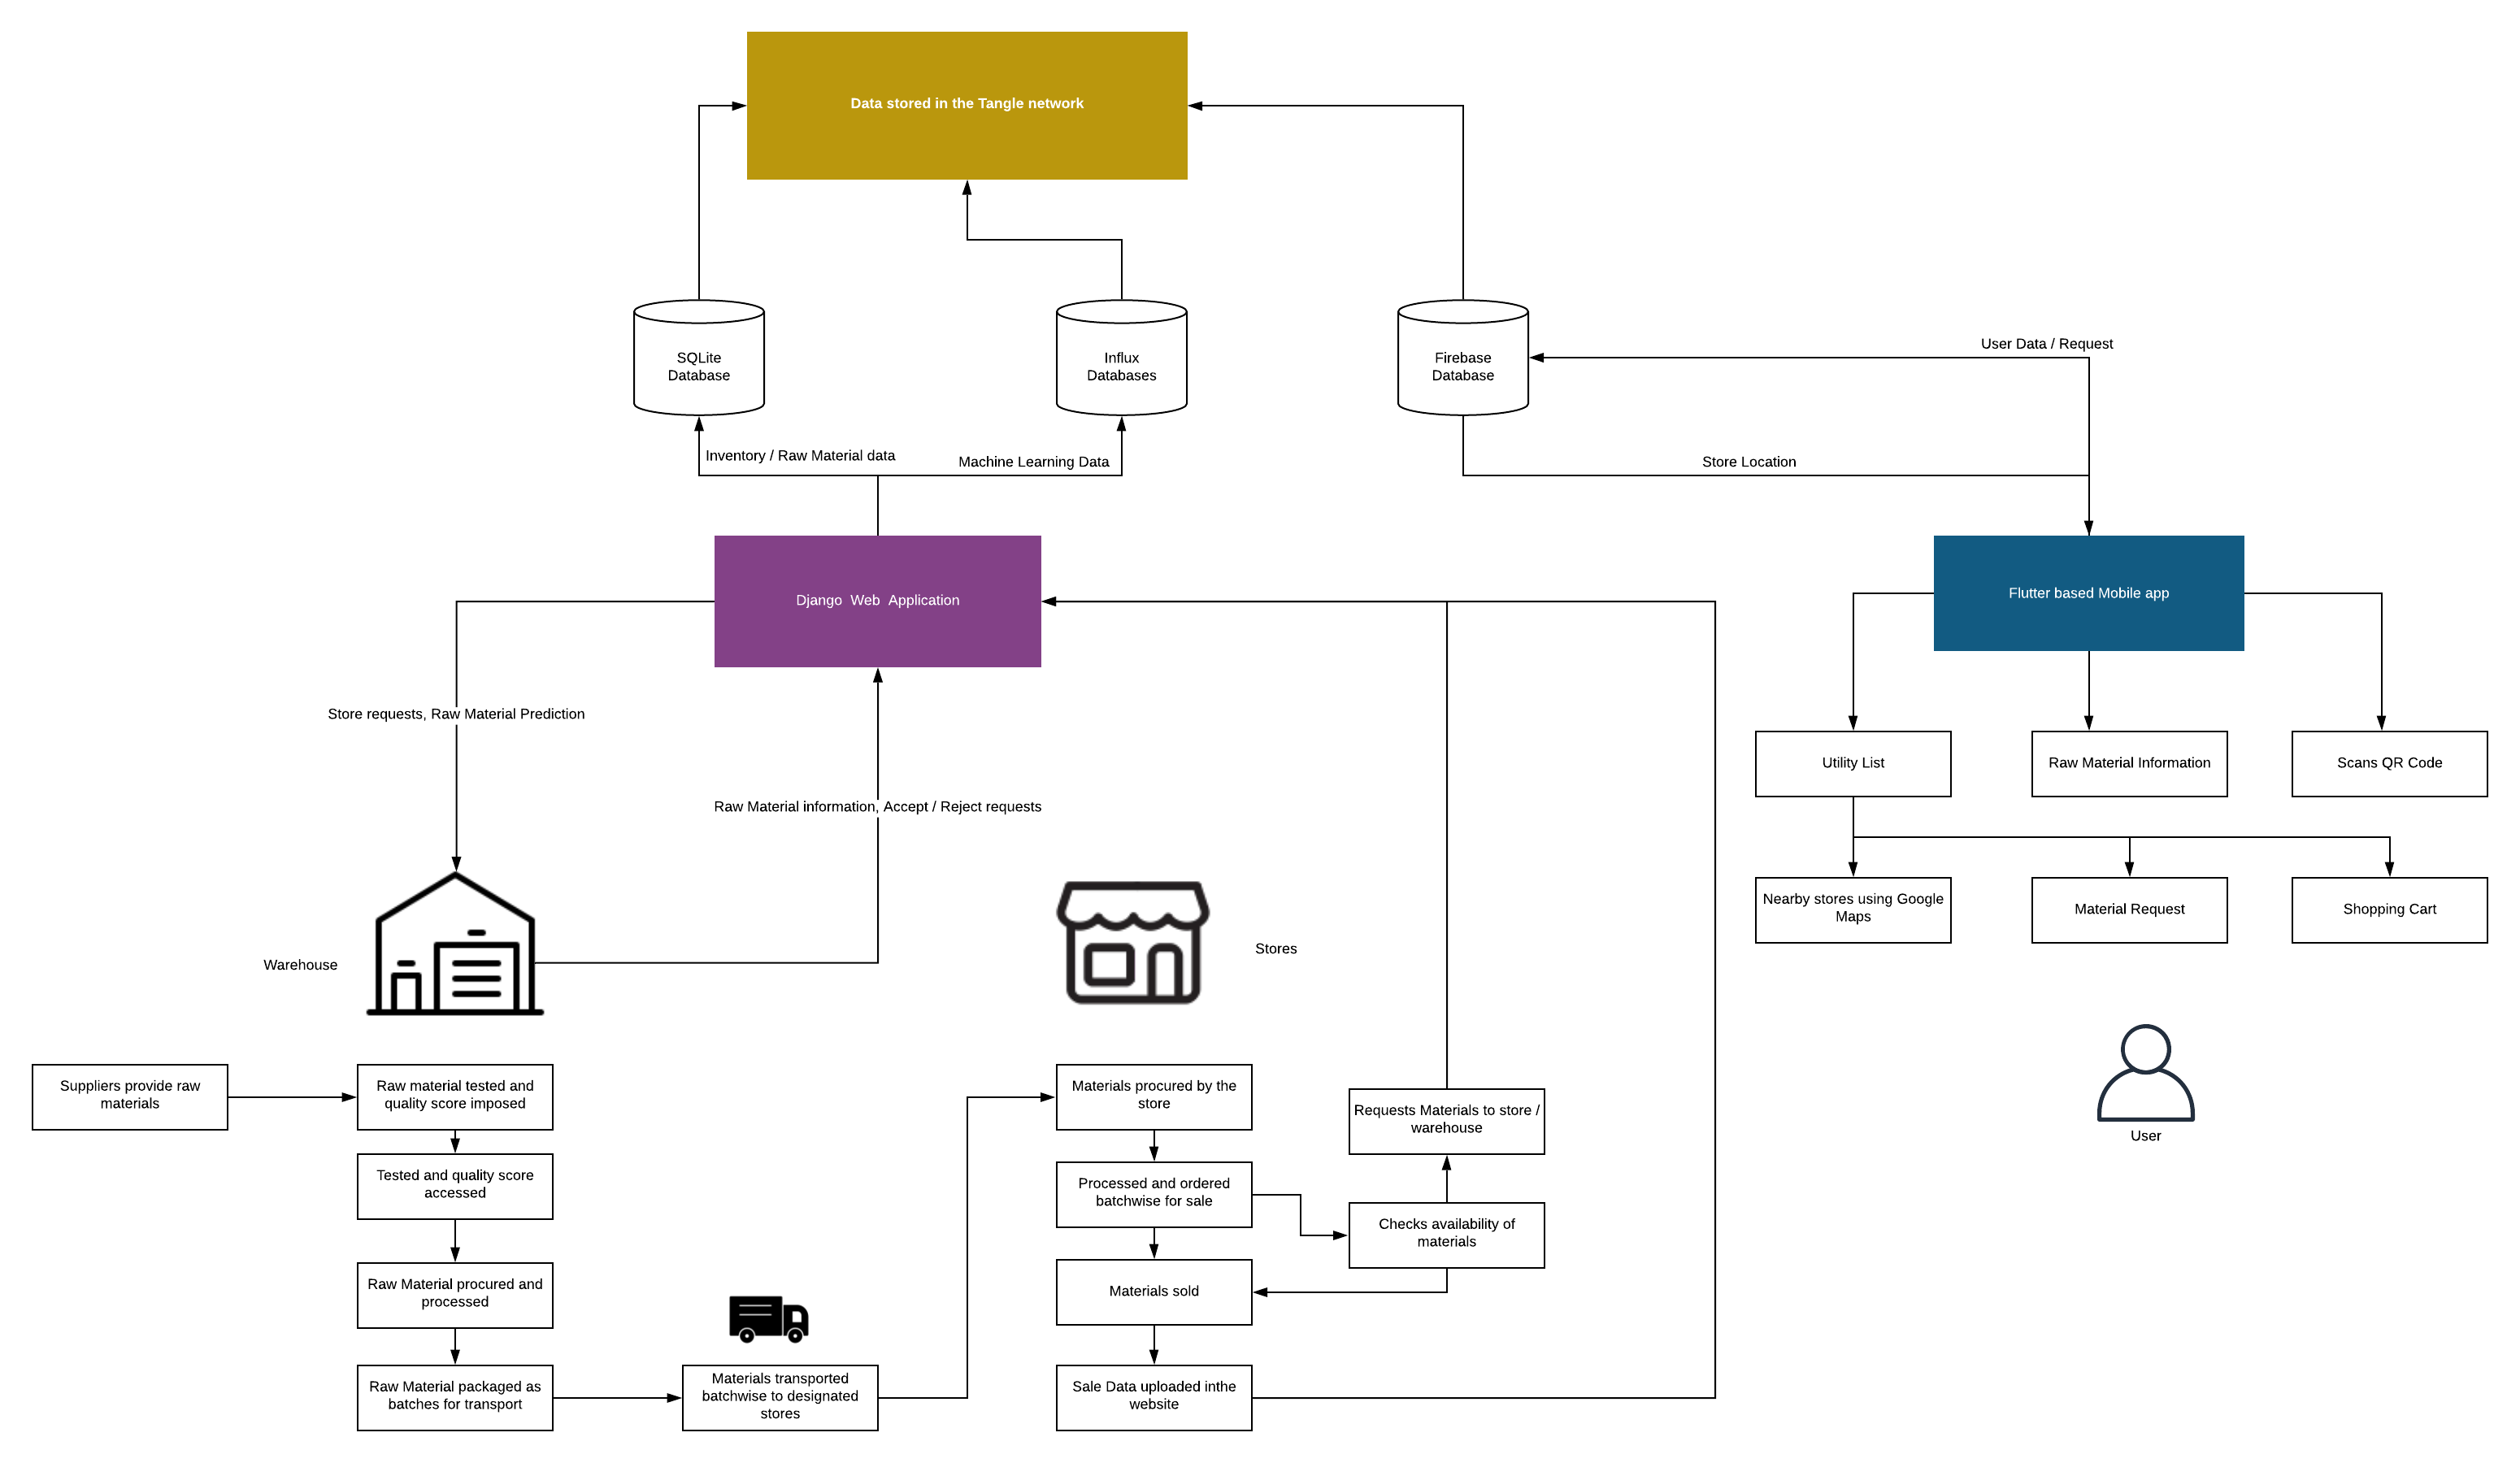 Data stored in the Tangle network
SQLite
Database
Influx
Databases
Firebase
Database
User Data / Request
Inventory / Raw Material data
Machine Learning Data
Store Location
Django  Web  Application
Flutter based Mobile app
Store requests, Raw Material Prediction
Raw Material information, Accept / Reject requests
Utility List
Raw Material Information
Scans QR Code
Nearby stores using Google
Maps
Material Request
Shopping Cart
Warehouse
Stores
User
Suppliers provide raw
materials
Raw material tested and
quality score imposed
Tested and quality score
accessed
Raw Material procured and
processed
Raw Material packaged as
batches for transport
Materials transported
batchwise to designated
stores
Materials procured by the
store
Processed and ordered
batchwise for sale
Materials sold
Sale Data uploaded inthe
website
Requests Materials to store /
warehouse
Checks availability of
materials